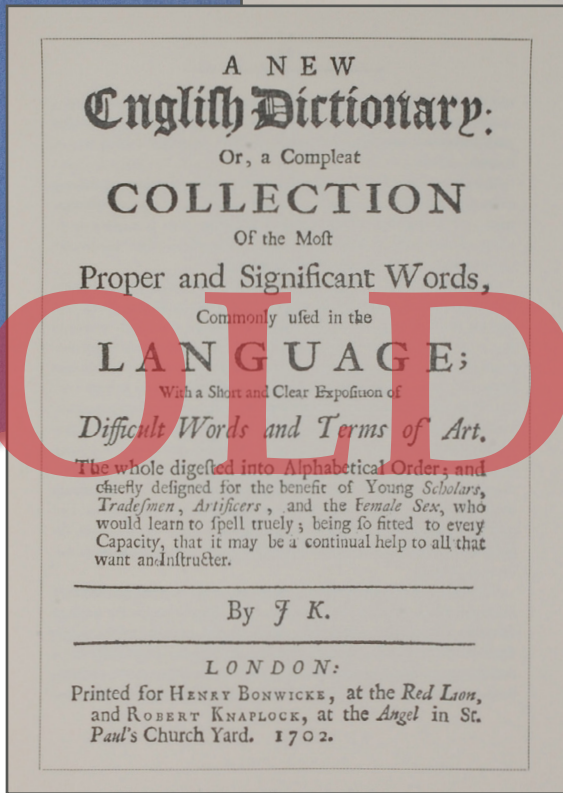 A NEW
Engliſh Dictionary:
Or, a Compleat
COLLECTION
Of the Moſt
Proper and Significant Words,
Commonly uſed in the
LANGUAGE;
With a Short and Clear Expoſition of
Difficult Words and Terms of Art.
The whole digeſted into Alphabetical Order; and
chiefly deſigned for the benefit of Young Scholars,
Tradeſmen, Artificers, and the Female Sex, who
would learn to ſpell truely; being ſo fitted to every
Capacity, that it may be a continual help to all that
want an Inſtructer.
By J K.
LONDON:
Printed for HENRY BONWICKE, at the Red Lion,
and ROBERT KNAPLOCK, at the Angel in St.
Paul's Church Yard. 1702.
OLD